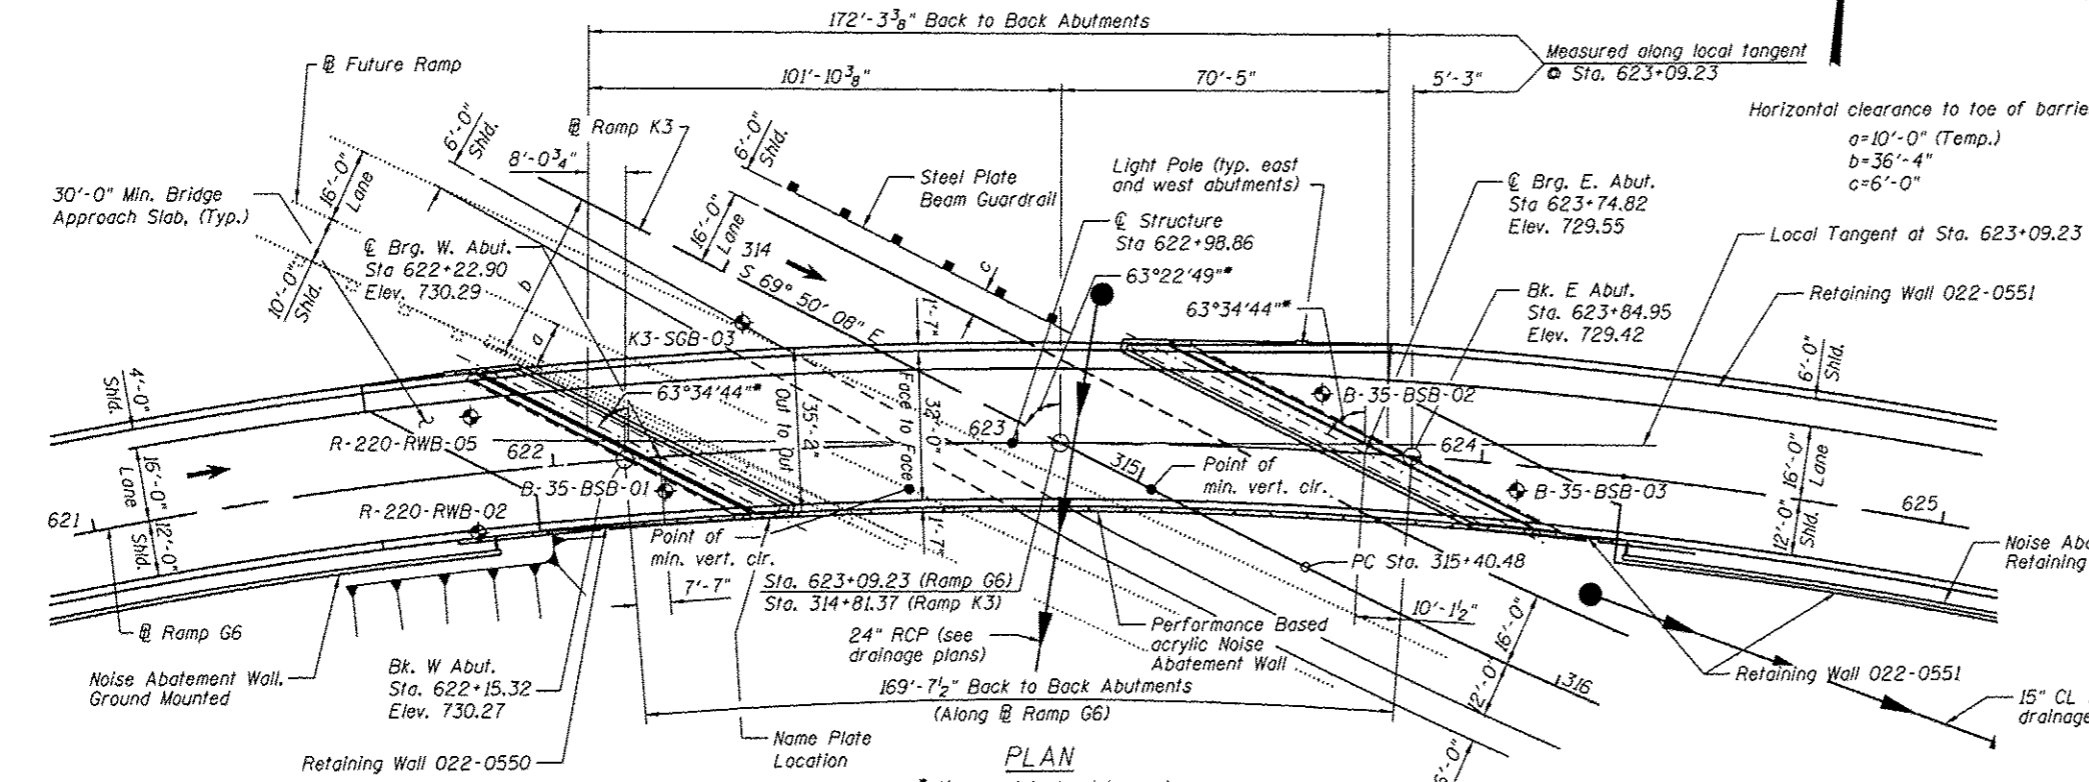 172'-3 3/8" Back to Back Abutments
Measured along local tangent
@ Sta. 623+09.23
101'-10 3/8"
70'-5"
5'-3"
℄ Future Ramp
Horizontal clearance to toe of barrie
a=10'-0" (Temp.)
b=36'-4"
c=6'-0"
6'-0"
Shld.
℄ Ramp K3
6'-0"
Shld.
8'-0 3/4"
Light Pole (typ. east
and west abutments)
Steel Plate
Beam Guardrail
℄ Brg. E. Abut.
Sta 623+74.82
Elev. 729.55
30'-0" Min. Bridge
Approach Slab, (Typ.)
16'-0"
Lane
10'-0"
Shld.
16'-0"
Lane
℄ Structure
Sta 622+98.86
Local Tangent at Sta. 623+09.23
℄ Brg. W. Abut.
Sta 622+22.90
Elev. 730.29
314
S 69° 50' 08" E
c
b
a
63°22'49"*
63°34'44"*
Bk. E Abut.
Sta. 623+84.95
Elev. 729.42
Retaining Wall 022-0551
K3-SGB-03
1'-7"
4'-0"
Shld.
6'-0"
Shld.
63°34'44"*
B-35-BSB-02
Out to Out
35'-2"
Face to Face
32'-0"
R-220-RWB-05
622
623
624
16'-0"
Lane
315
Point of
min. vert. clr.
16'-0"
Lane
B-35-BSB-01
B-35-BSB-03
R-220-RWB-02
621
12'-0"
Shld.
625
12'-0"
Shld.
Point of
min. vert. clr.
1'-7"
Noise Aba
Retaining
PC Sta. 315+40.48
7'-7"
Sta. 623+09.23 (Ramp G6)
Sta. 314+81.37 (Ramp K3)
10'-1 1/2"
℄ Ramp G6
24" RCP (see
drainage plans)
Performance Based
acrylic Noise
Abatement Wall
16'-0"
12'-0"
316
Retaining Wall 022-0551
Noise Abatement Wall,
Ground Mounted
Bk. W Abut.
Sta. 622+15.32
Elev. 730.27
169'-7 1/2" Back to Back Abutments
(Along ℄ Ramp G6)
15" CL
drainage
Retaining Wall 022-0550
Name Plate
Location
PLAN
6'-0"